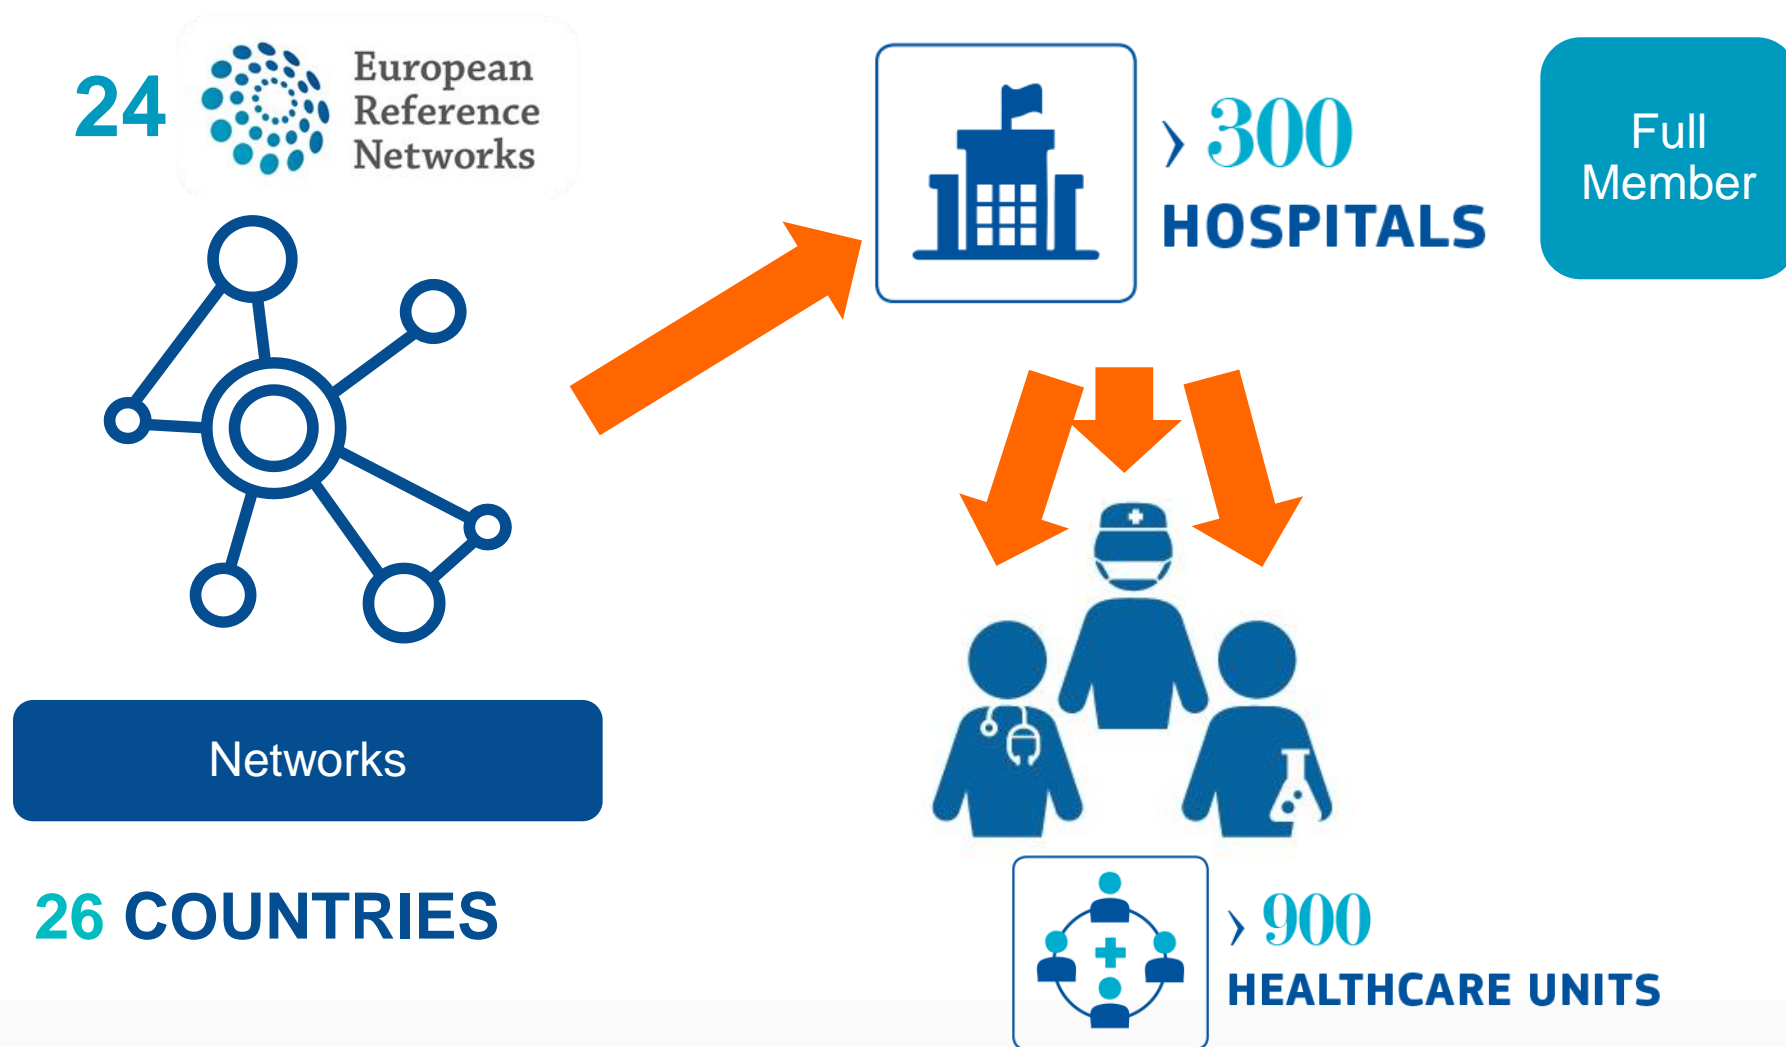 24
European
Reference
Networks
> 300
HOSPITALS
Full
Member
Networks
26 COUNTRIES
> 900
HEALTHCARE UNITS